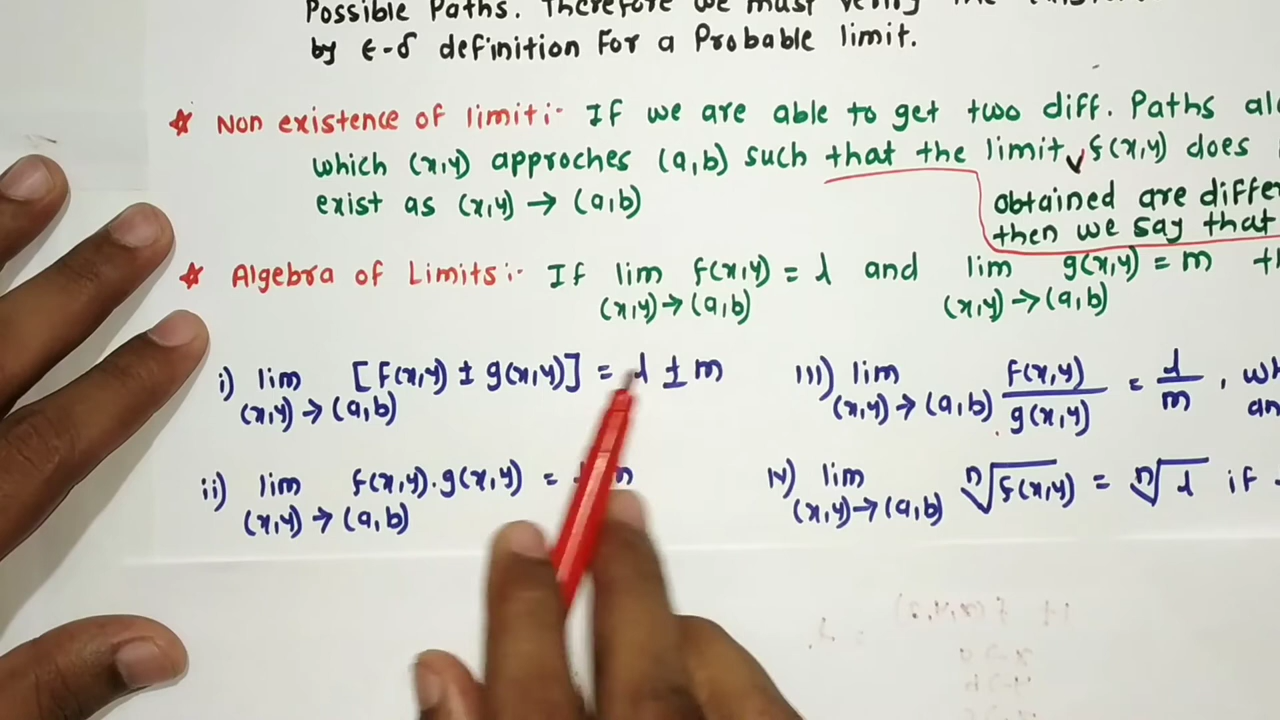 Possible Paths. Therefore we must verify the
by ϵ-δ definition For a Probable limit.
☆ Non existence of limit:- If we are able to get two diff. Paths
which (x,y) approches (a,b) such that the limit f(x,y) does
obtained are
exist as (x,y) → (a,b)
then we say that
☆ Algebra of Limits:- If lim f(x,y) = l and lim g(x,y) = m
(x,y)→(a,b) (x,y)→(a,b)
i) lim [f(x,y) ± g(x,y)] = l ± m
(x,y)→(a,b)
iii) lim f(x,y)/g(x,y) = l/m ,
(x,y)→(a,b)
ii) lim f(x,y).g(x,y) =
(x,y)→(a,b)
iv) lim ⁿ√f(x,y) = ⁿ√l if
(x,y)→(a,b)